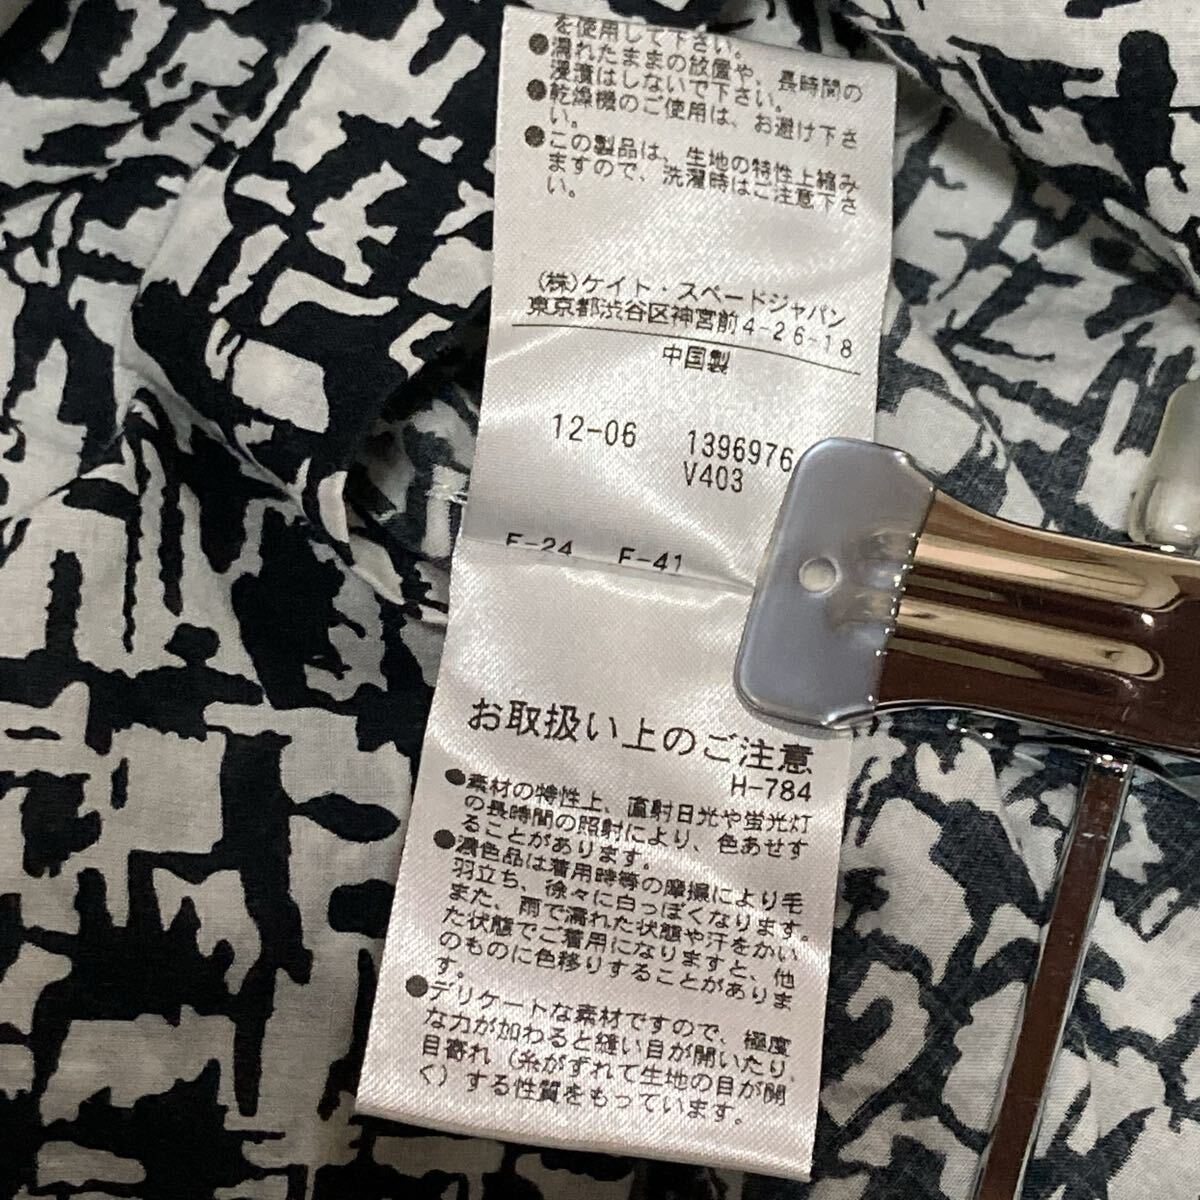 を使用して下さい。
●濡れたままの放置や、長時間の
浸漬はしないで下さい。
●乾燥機のご使用は、お避け下さ
い。
●この製品は、生地の特性上縮み
ますので、洗濯時はご注意下さ
い。
(株)ケイト・スペードジャパン
東京都渋谷区神宮前4-26-18
中国製
12-06 1396976
V403
F-24 F-41
お取扱い上のご注意
H-784
●素材の特性上、直射日光や蛍光灯
の長時間の照射により、色あせす
ることがあります。
●濃色品は着用時等の摩擦により毛
羽立ち、徐々に白っぽくなります。
また、雨で濡れた状態や汗をかい
た状態でご着用になりますと、他
のものに色移りすることがありま
す。
●デリケートな素材ですので、極度
な力が加わると縫い目が開いたり、
目寄れ(糸がずれて生地の目が開
く)する性質をもっています。